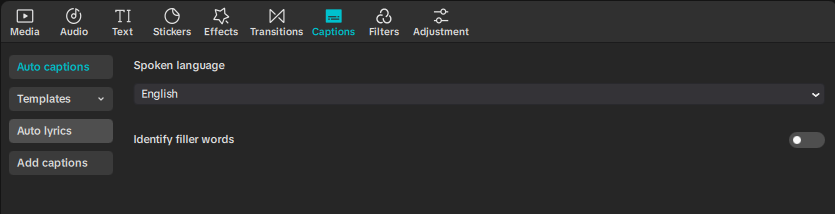 Media Audio Text Stickers Effects Transitions Captions Filters Adjustment
Auto captions
Spoken language
Templates
English
Auto lyrics
Identify filler words
Add captions